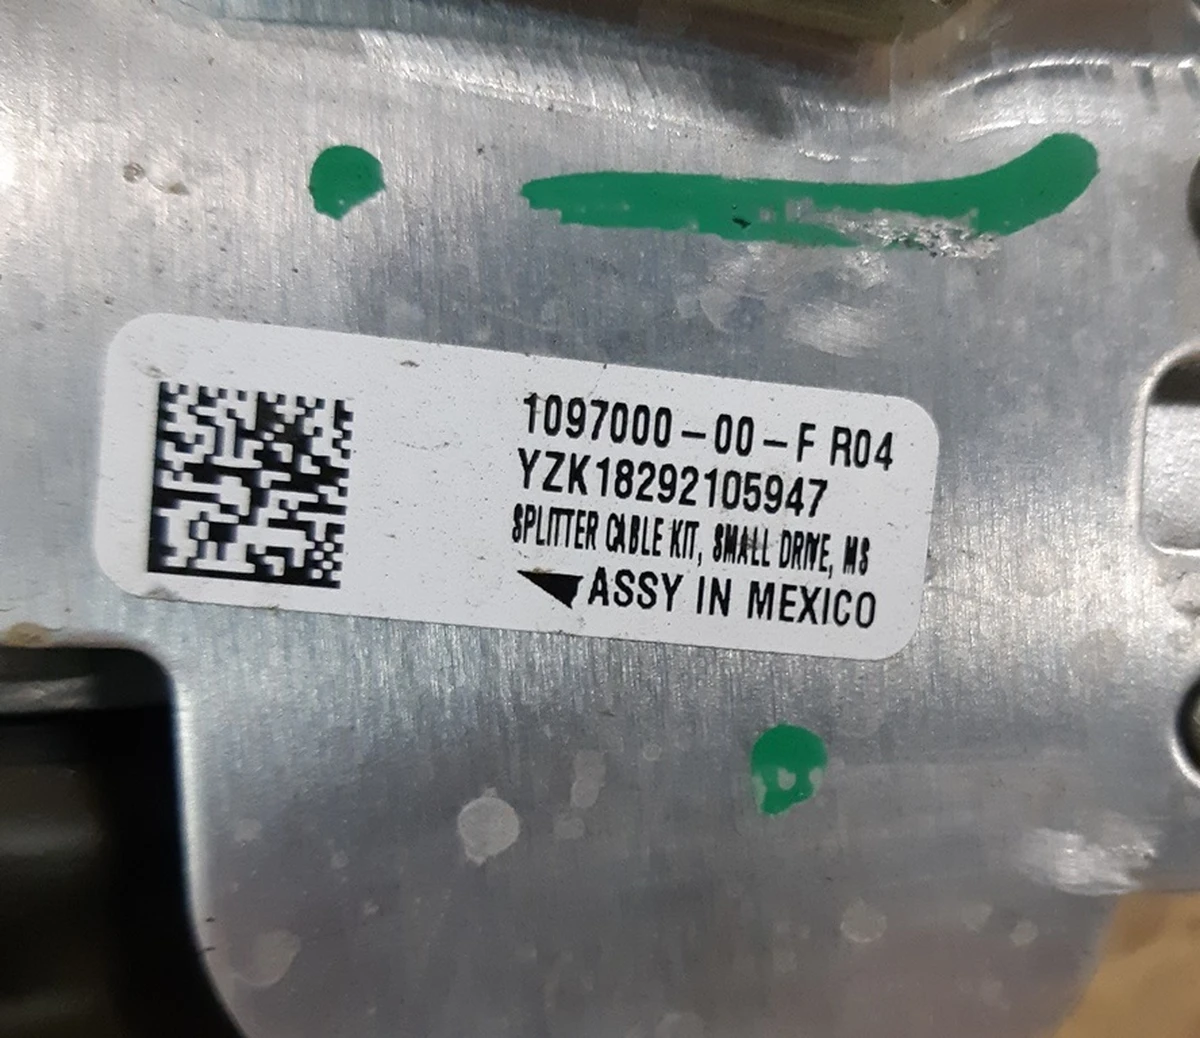 1097000-00-F R04
YZK18292105947
SPLITTER CABLE KIT, SMALL DRIVE, MS
ASSY IN MEXICO